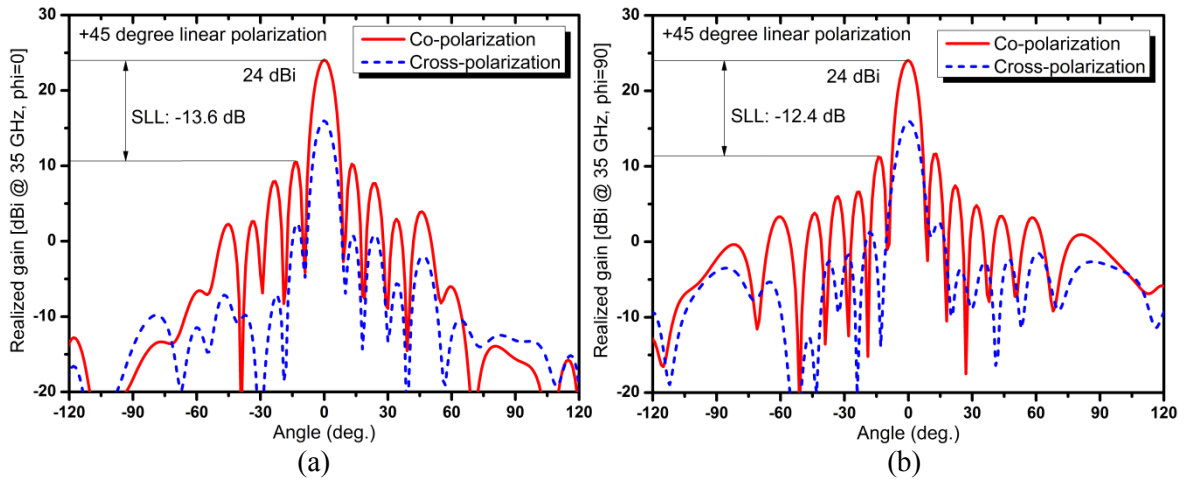 +45 degree linear polarization
Co-polarization
Cross-polarization
24 dBi
SLL: -13.6 dB
Realized gain [dBi @ 35 GHz, phi=0]
30
20
10
0
-10
-20
-120
-90
-60
-30
0
30
60
90
120
Angle (deg.)
(a)
+45 degree linear polarization
Co-polarization
Cross-polarization
24 dBi
SLL: -12.4 dB
Realized gain [dBi @ 35 GHz, phi=90]
30
20
10
0
-10
-20
-120
-90
-60
-30
0
30
60
90
120
Angle (deg.)
(b)